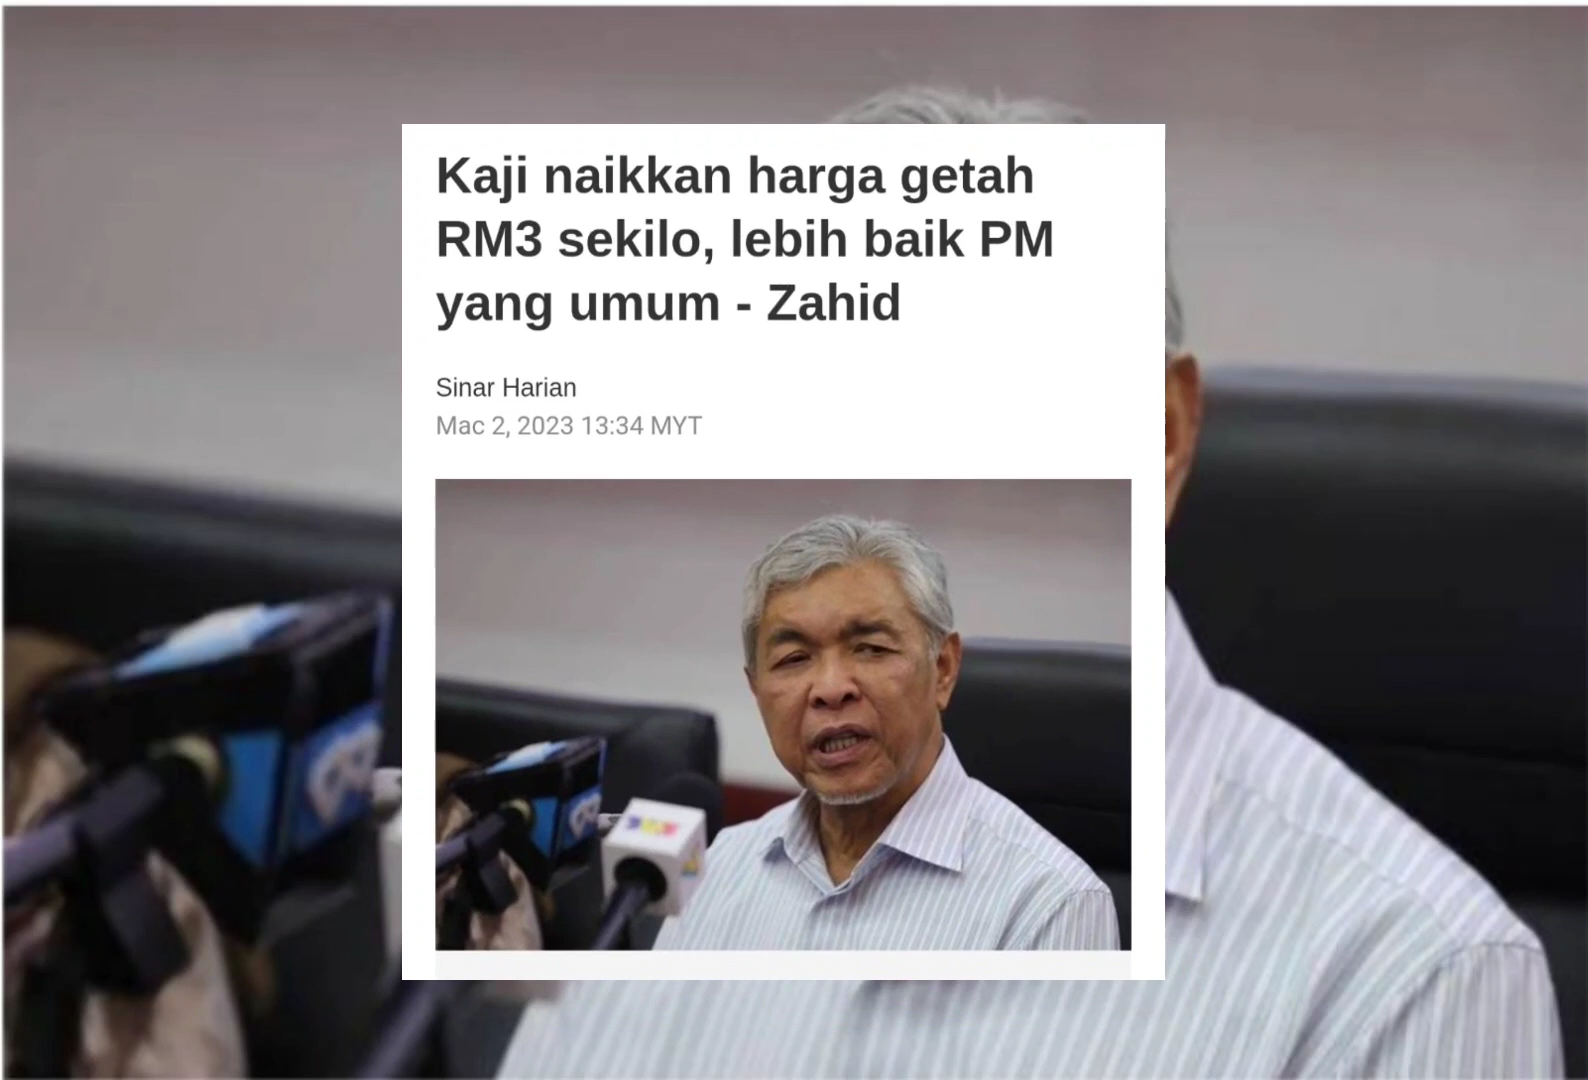 Kaji naikkan harga getah
RM3 sekilo, lebih baik PM
yang umum - Zahid
Sinar Harian
Mac 2, 2023 13:34 MYT